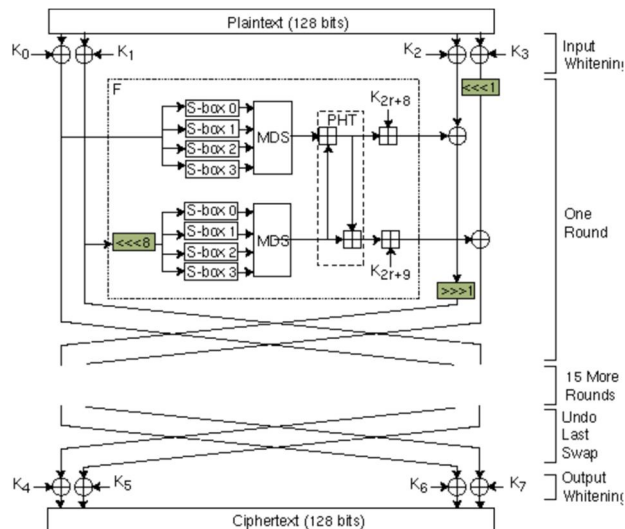 Plaintext (128 bits)
K0
K1
K2
K3
Input
Whitening
<<<1
F
S-box 0
S-box 1
S-box 2
S-box 3
MDS
PHT
K2r+8
<<<8
S-box 0
S-box 1
S-box 2
S-box 3
MDS
K2r+9
>>>1
One
Round
15 More
Rounds
Undo
Last
Swap
K4
K5
K6
K7
Output
Whitening
Ciphertext (128 bits)